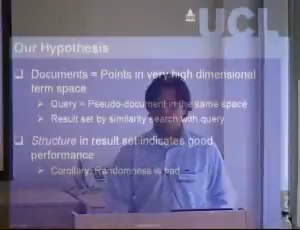 UCL
Our Hypothesis
Documents = Points in very high dimensional
term space
Query = Pseudo-document in the same space
Result set by similarity search with query
Structure in result set indicates good
performance
Corollary: Randomness is bad